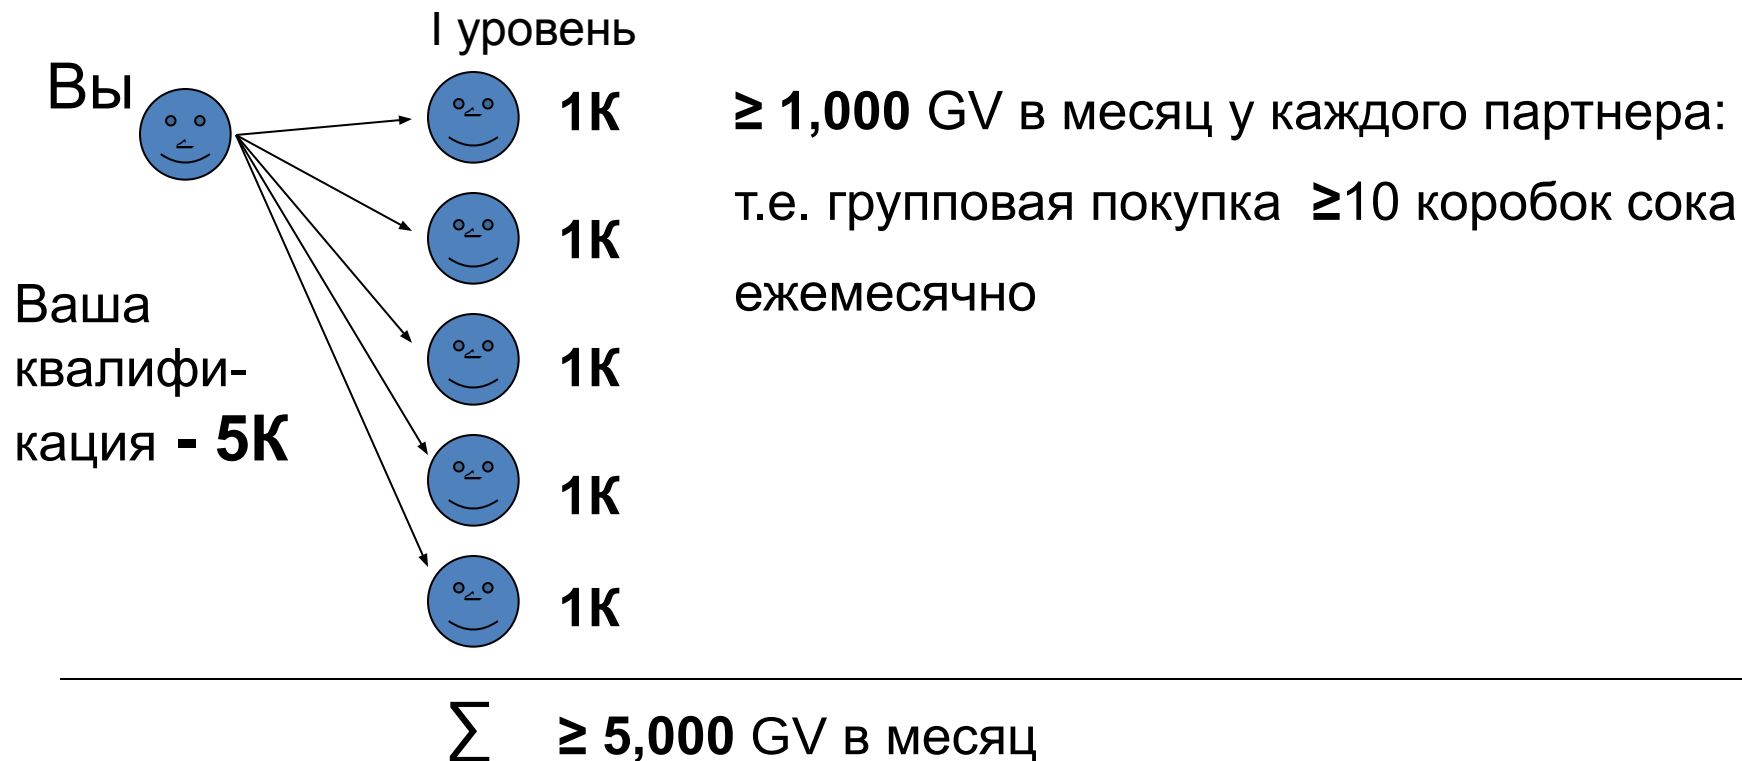 I уровень
Вы
1К
≥ 1,000 GV в месяц у каждого партнера:
1К
т.е. групповая покупка ≥10 коробок сока
ежемесячно
Ваша
квалифи-
кация - 5К
1К
1К
1К
∑ ≥ 5,000 GV в месяц